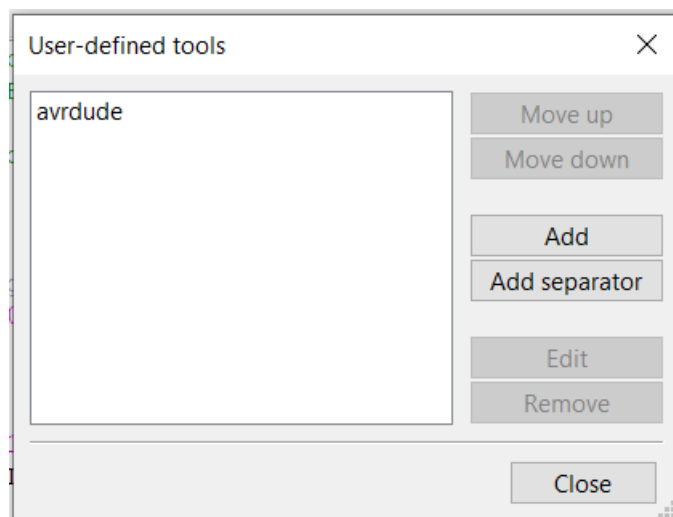 User-defined tools
avrdude
Move up
Move down
Add
Add separator
Edit
Remove
Close